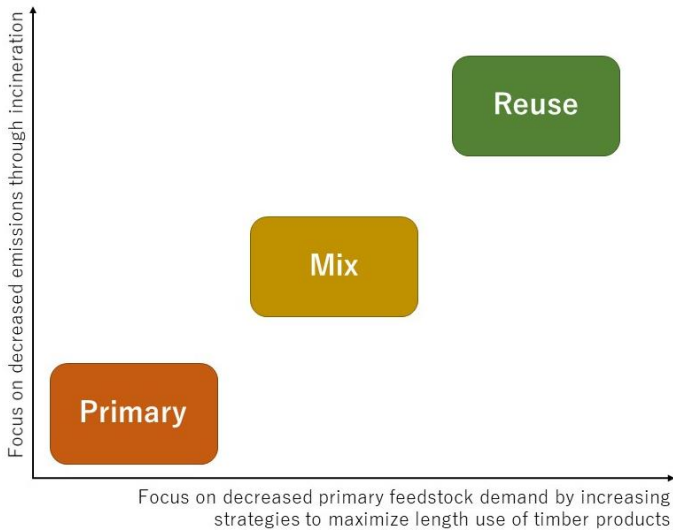 Focus on decreased emissions through incineration
Reuse
Mix
Primary
Focus on decreased primary feedstock demand by increasing
strategies to maximize length use of timber products